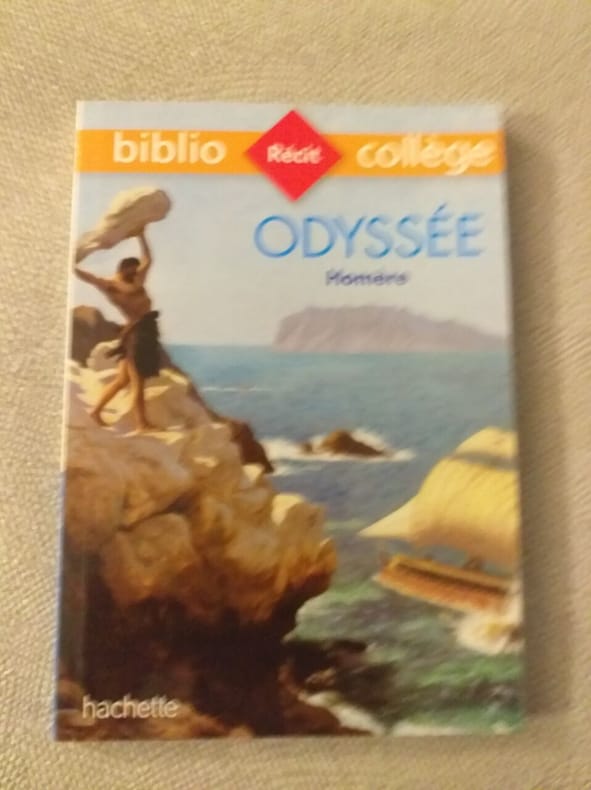 biblio Récit collège
ODYSSÉE
Homère
hachette